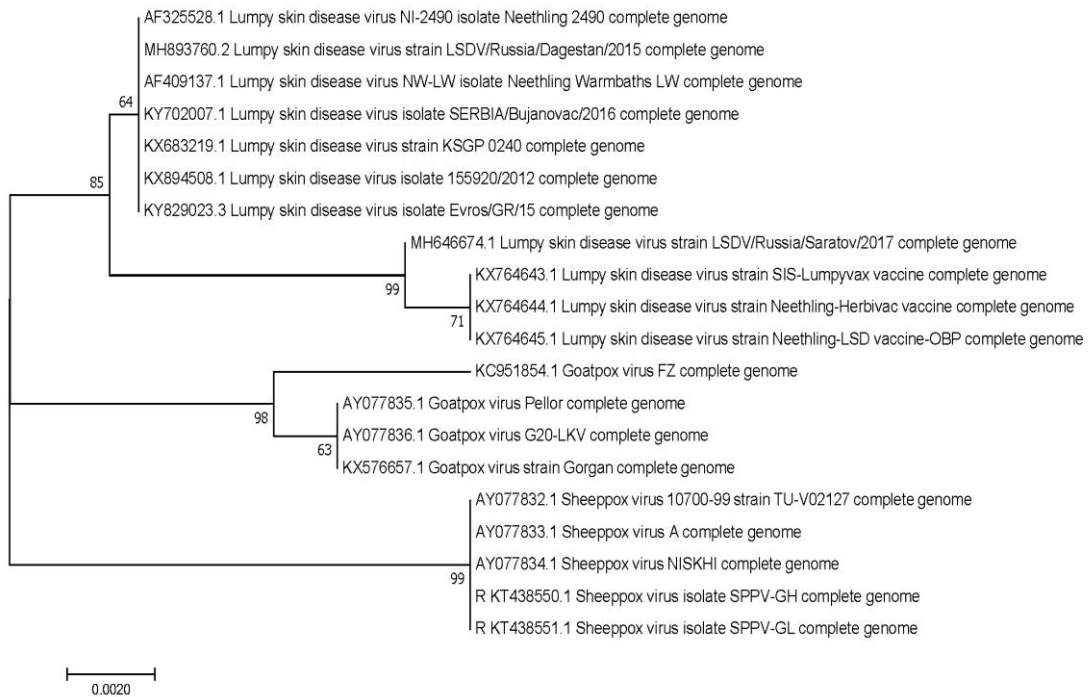 AF325528.1 Lumpy skin disease virus NI-2490 isolate Neethling 2490 complete genome
MH893760.2 Lumpy skin disease virus strain LSDV/Russia/Dagestan/2015 complete genome
AF409137.1 Lumpy skin disease virus NW-LW isolate Neethling Warmbaths LW complete genome
64
KY702007.1 Lumpy skin disease virus isolate SERBIA/Bujanovac/2016 complete genome
KX683219.1 Lumpy skin disease virus strain KSGP 0240 complete genome
KX894508.1 Lumpy skin disease virus isolate 155920/2012 complete genome
85
KY829023.3 Lumpy skin disease virus isolate Evros/GR/15 complete genome
MH646674.1 Lumpy skin disease virus strain LSDV/Russia/Saratov/2017 complete genome
KX764643.1 Lumpy skin disease virus strain SIS-Lumpyvax vaccine complete genome
99
KX764644.1 Lumpy skin disease virus strain Neethling-Herbivac vaccine complete genome
71
KX764645.1 Lumpy skin disease virus strain Neethling-LSD vaccine-OBP complete genome
KC951854.1 Goatpox virus FZ complete genome
AY077835.1 Goatpox virus Pellor complete genome
98
AY077836.1 Goatpox virus G20-LKV complete genome
63
KX576657.1 Goatpox virus strain Gorgan complete genome
AY077832.1 Sheeppox virus 10700-99 strain TU-V02127 complete genome
AY077833.1 Sheeppox virus A complete genome
AY077834.1 Sheeppox virus NISKHI complete genome
99
R KT438550.1 Sheeppox virus isolate SPPV-GH complete genome
R KT438551.1 Sheeppox virus isolate SPPV-GL complete genome
0.0020